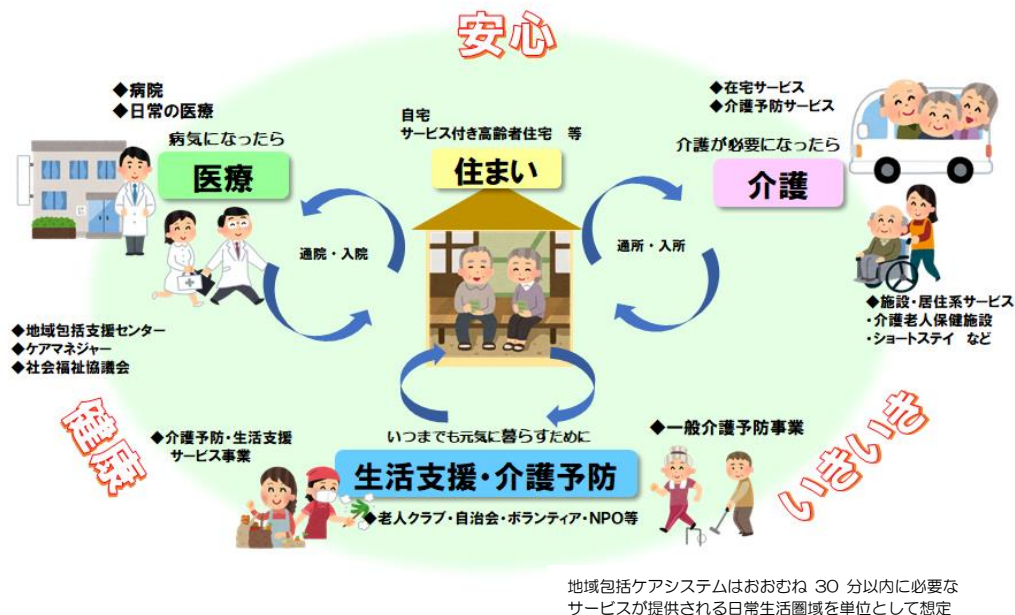 安心
◆病院
◆日常の医療
病気になったら
医療
自宅
サービス付き高齢者住宅　等
住まい
◆在宅サービス
◆介護予防サービス
介護が必要になったら
介護
通院・入院
通所・入所
◆施設・居住系サービス
・介護老人保健施設
・ショートステイ　など
◆地域包括支援センター
◆ケアマネジャー
◆社会福祉協議会
健康
いきいき
◆介護予防・生活支援
サービス事業
いつまでも元気に暮らすために
生活支援・介護予防
◆老人クラブ・自治会・ボランティア・NPO等
◆一般介護予防事業
地域包括ケアシステムはおおむね 30 分以内に必要な
サービスが提供される日常生活圏域を単位として想定